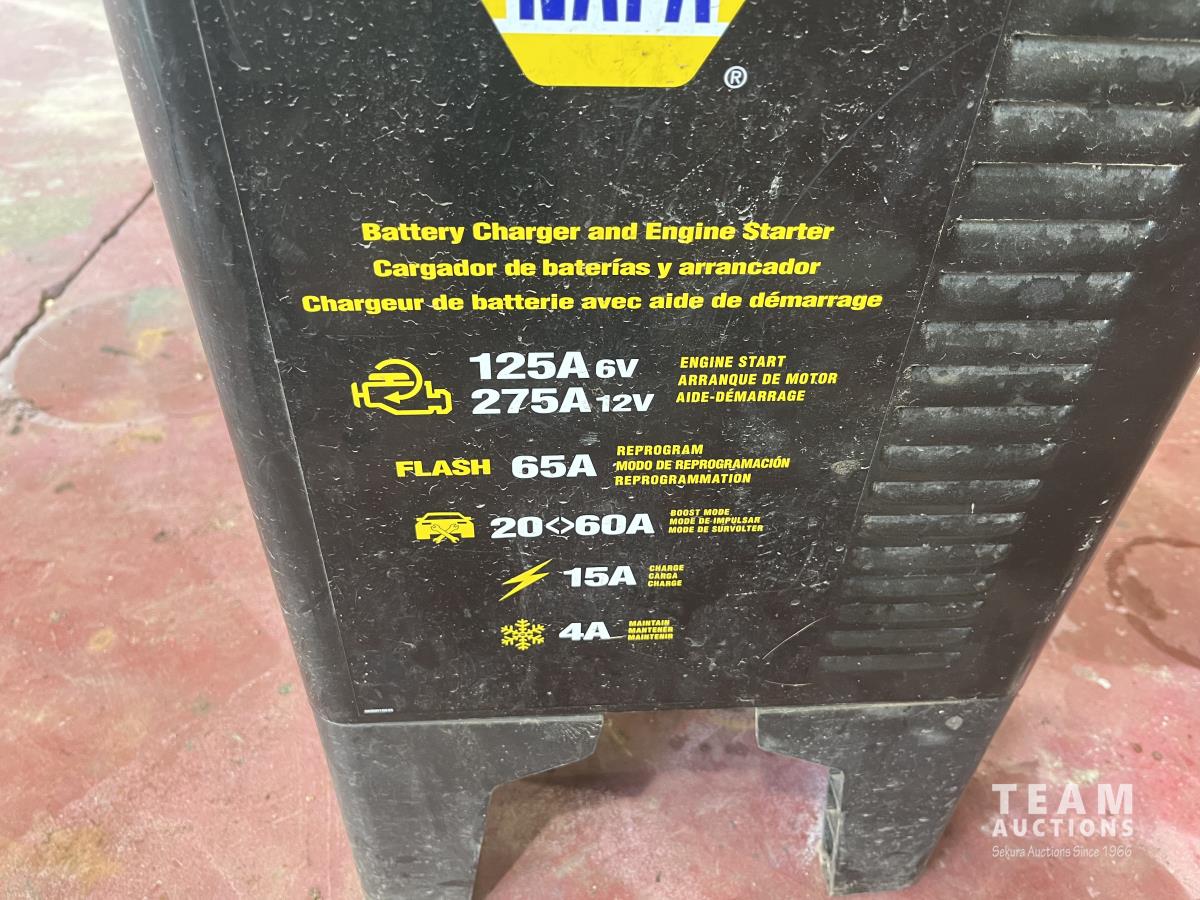 NAPA
®
Battery Charger and Engine Starter
Cargador de baterías y arrancador
Chargeur de batterie avec aide de démarrage
125A 6V
275A 12V
ENGINE START
ARRANQUE DE MOTOR
AIDE-DÉMARRAGE
FLASH 65A
REPROGRAM
MODO DE REPROGRAMACIÓN
REPROGRAMMATION
20<>60A
BOOST MODE
MODE DE IMPULSAR
MODE DE SURVOLTER
15A
CHARGE
CARGA
CHARGE
4A
MAINTAIN
MANTENER
MAINTENIR
TEAM
AUCTIONS
Sekura Auctions Since 1966